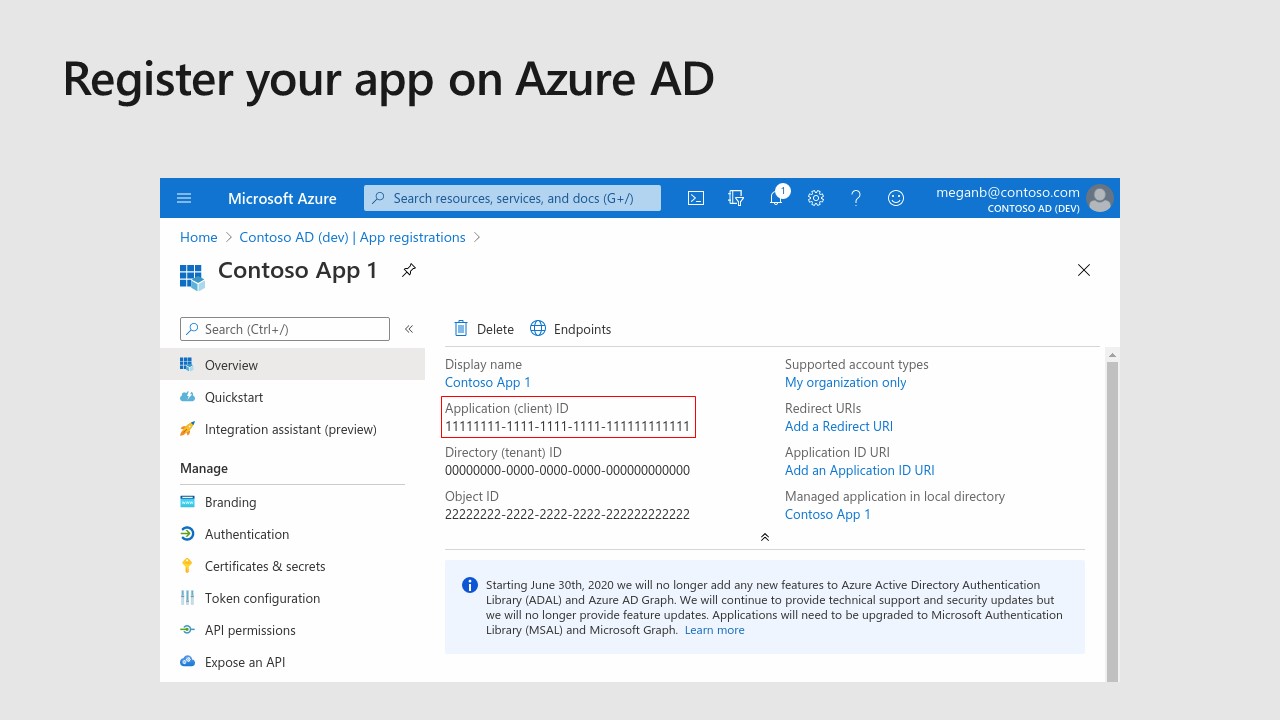 Register your app on Azure AD
Microsoft Azure
Search resources, services, and docs (G+/)
1
meganb@contoso.com
CONTOSO AD (DEV)
Home
Contoso AD (dev) | App registrations
Contoso App 1
Search (Ctrl+/)
«
Delete
Endpoints
Overview
Quickstart
Integration assistant (preview)
Manage
Branding
Authentication
Certificates & secrets
Token configuration
API permissions
Expose an API
Display name
Contoso App 1
Application (client) ID
11111111-1111-1111-1111-111111111111
Directory (tenant) ID
00000000-0000-0000-0000-000000000000
Object ID
22222222-2222-2222-2222-222222222222
Supported account types
My organization only
Redirect URIs
Add a Redirect URI
Application ID URI
Add an Application ID URI
Managed application in local directory
Contoso App 1
Starting June 30th, 2020 we will no longer add any new features to Azure Active Directory Authentication
Library (ADAL) and Azure AD Graph. We will continue to provide technical support and security updates but
we will no longer provide feature updates. Applications will need to be upgraded to Microsoft Authentication
Library (MSAL) and Microsoft Graph. Learn more